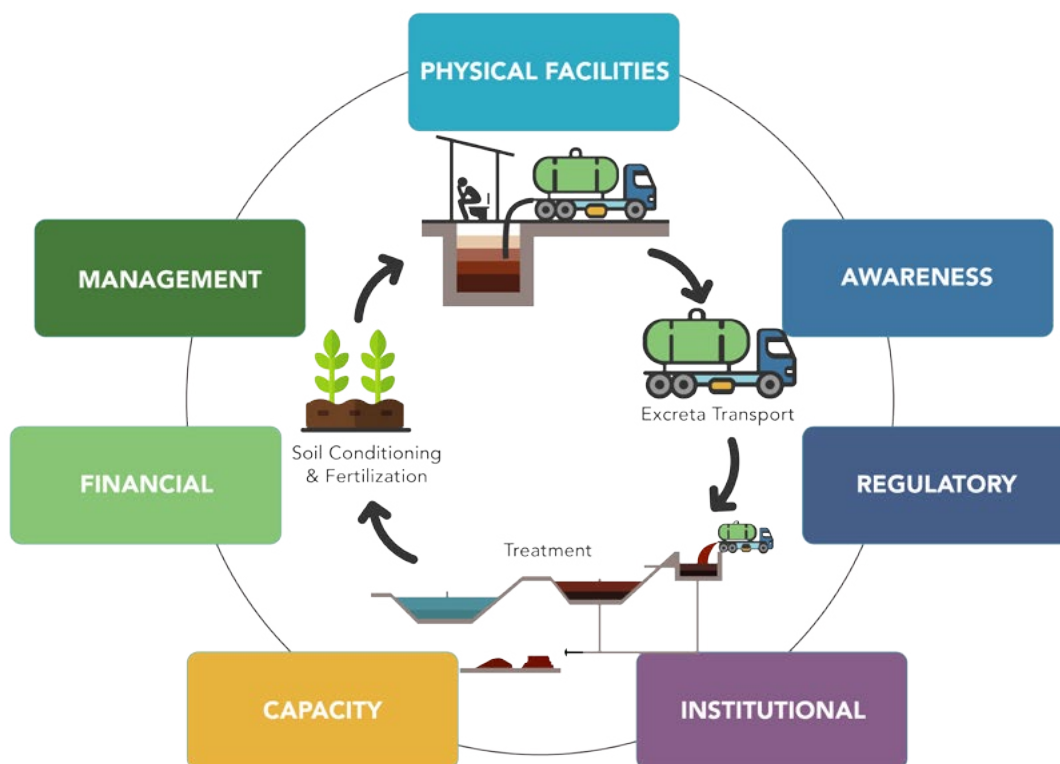 PHYSICAL FACILITIES
MANAGEMENT
AWARENESS
Excreta Transport
Soil Conditioning
& Fertilization
FINANCIAL
REGULATORY
Treatment
CAPACITY
INSTITUTIONAL